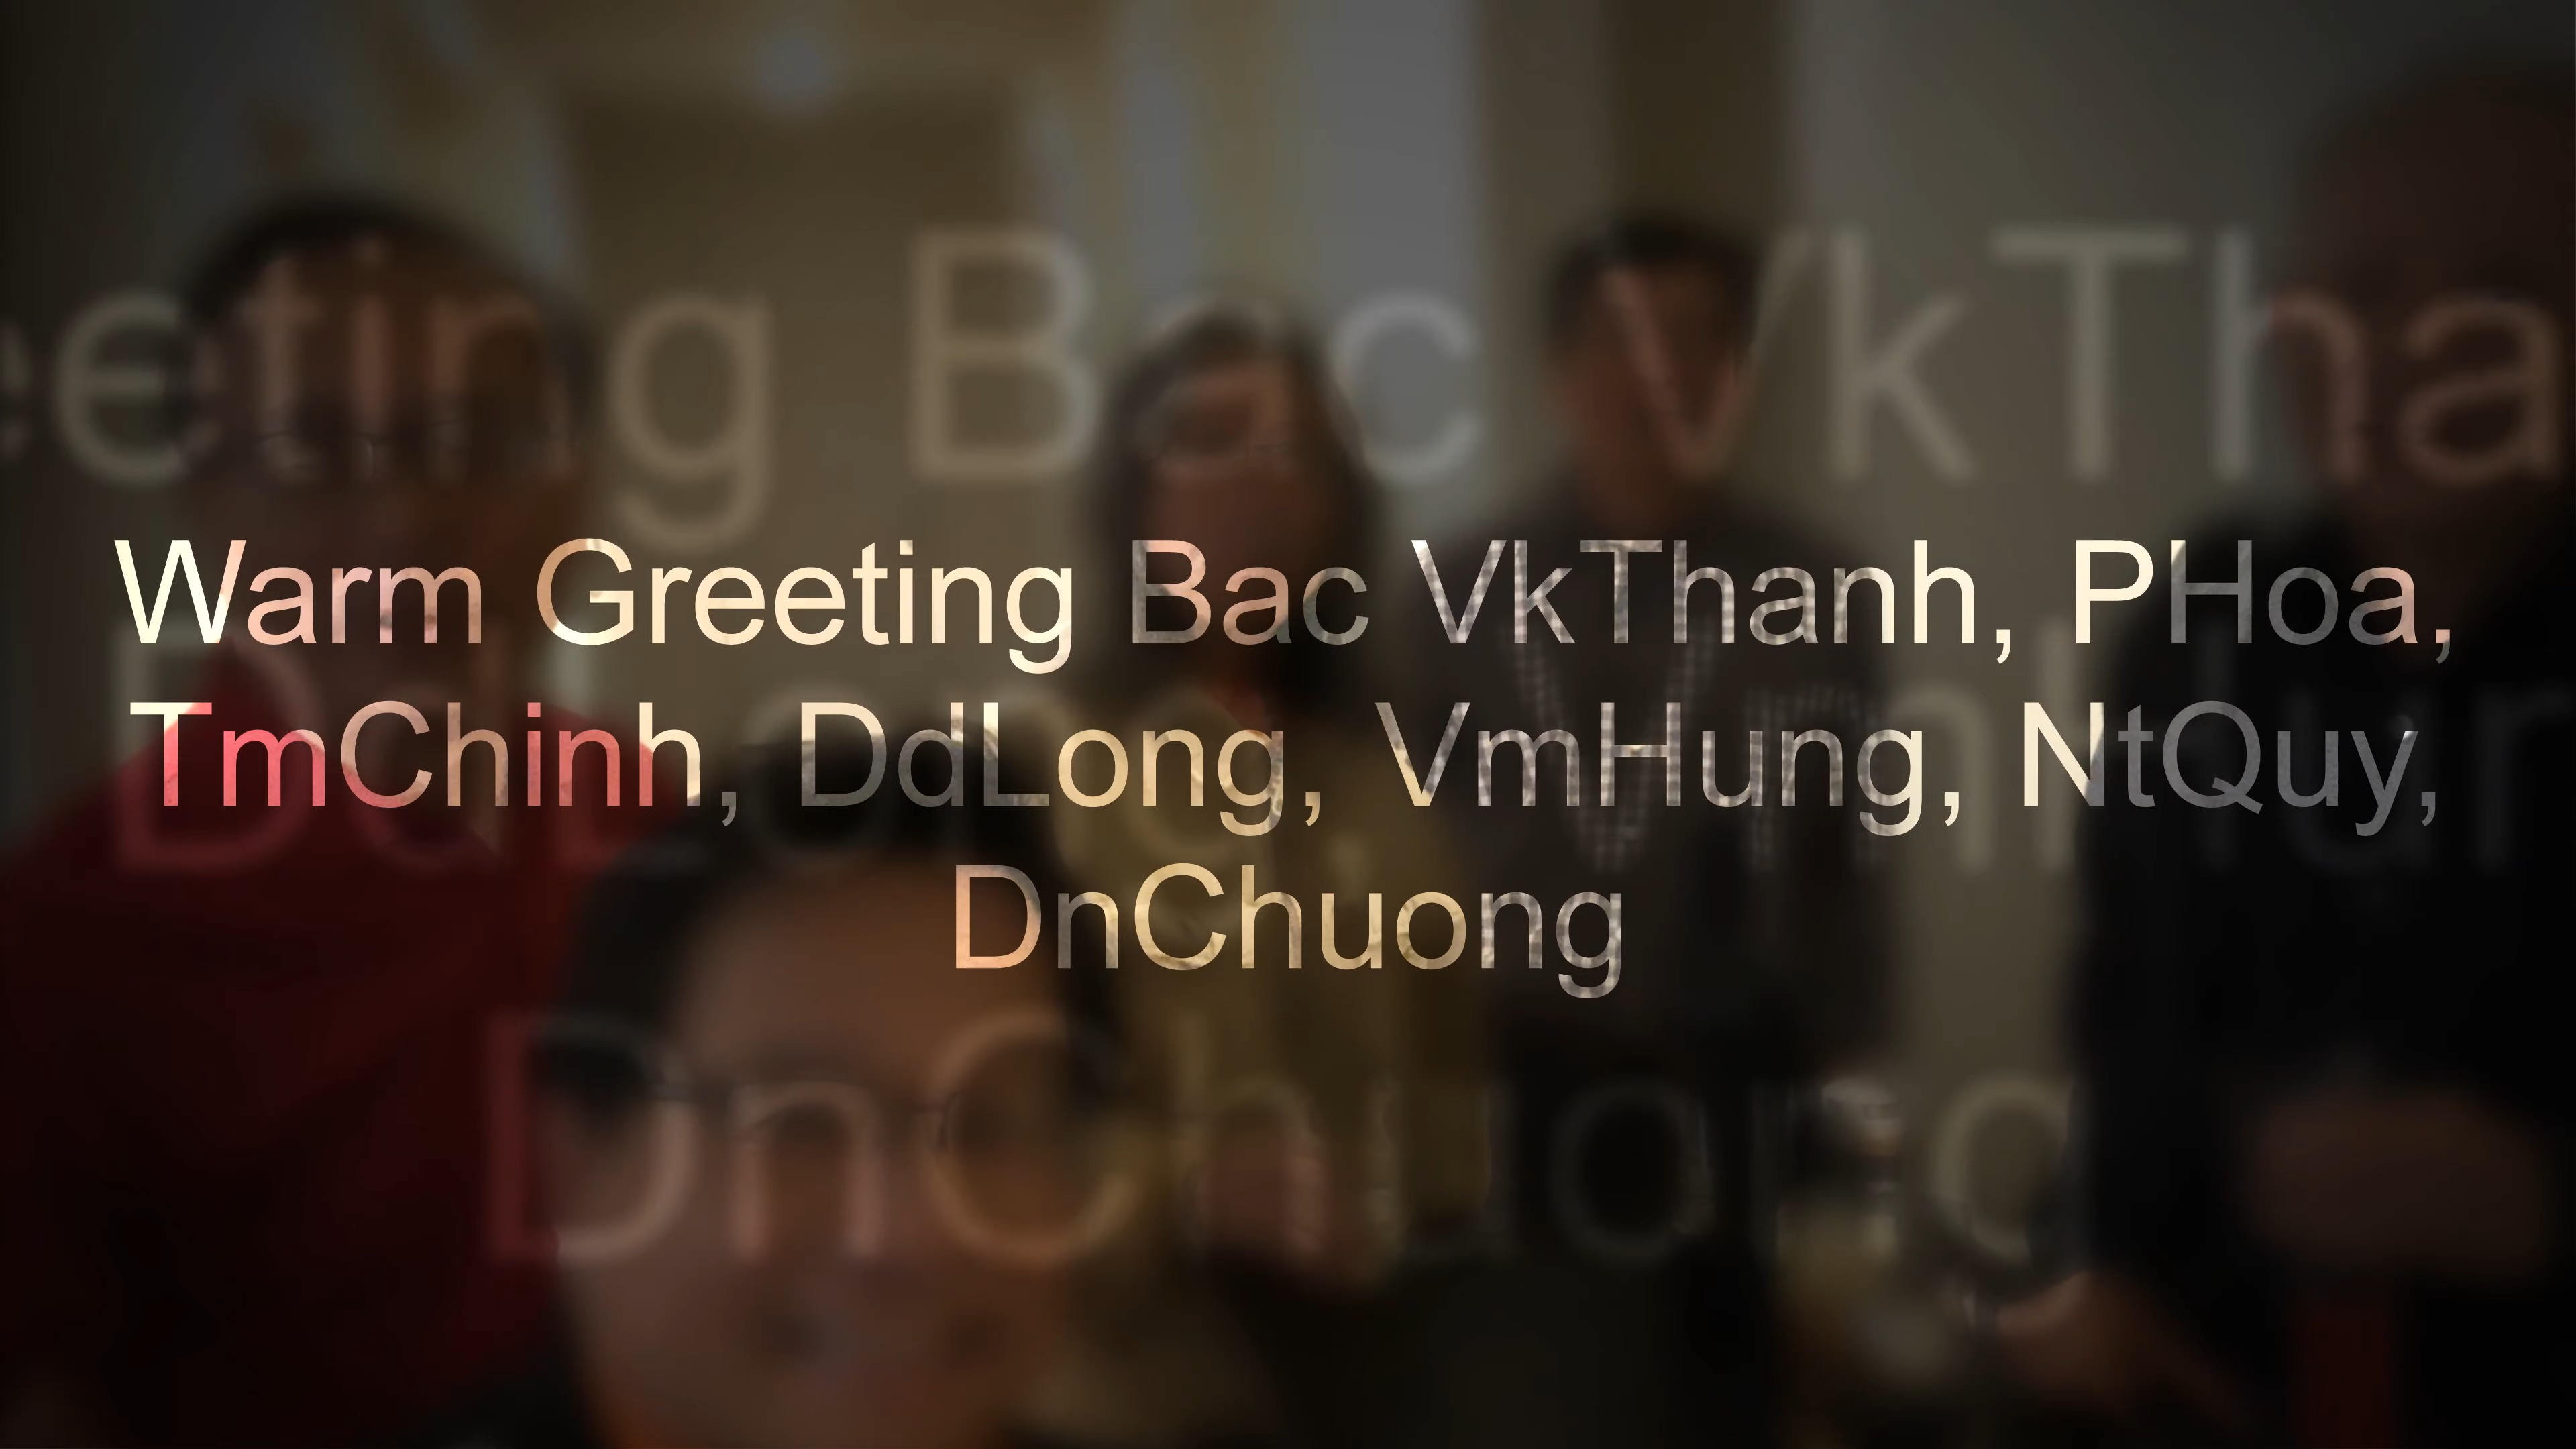 Warm Greeting Bac VkThanh, PHoa,
TmChinh, DdLong, VmHung, NtQuy,
DnChuong